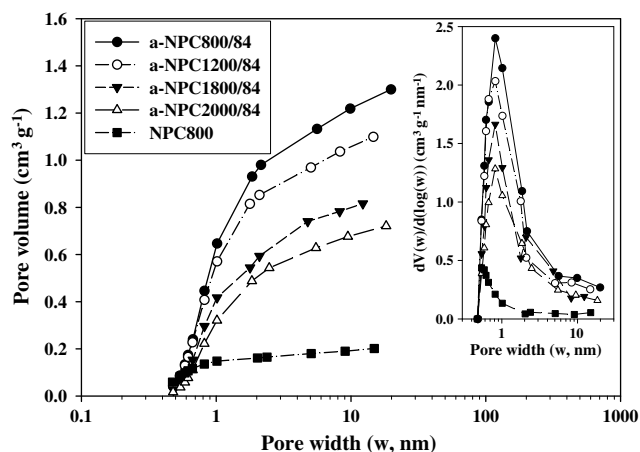 a-NPC800/84
a-NPC1200/84
a-NPC1800/84
a-NPC2000/84
NPC800
Pore volume (cm³ g⁻¹)
1.6
1.4
1.2
1.0
0.8
0.6
0.4
0.2
0.0
0.1
1
10
100
1000
Pore width (w, nm)
dV(w)/d(log(w)) (cm³ g⁻¹ nm⁻¹)
2.5
2.0
1.5
1.0
0.5
0.0
1
10
Pore width (w, nm)